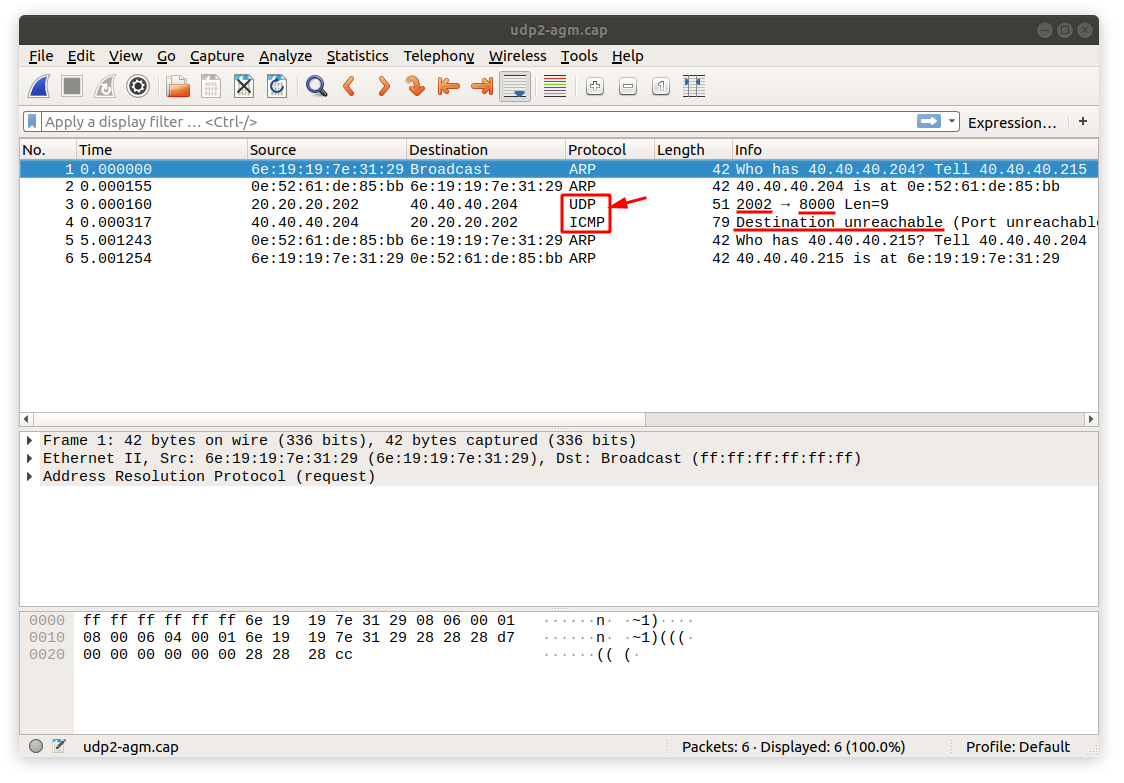 udp2-agm.cap
File Edit View Go Capture Analyze Statistics Telephony Wireless Tools Help
Apply a display filter … <Ctrl-/> Expression… +
No. Time Source Destination Protocol Length Info
1 0.000000 6e:19:19:7e:31:29 Broadcast ARP 42 Who has 40.40.40.204? Tell 40.40.40.215
2 0.000155 0e:52:61:de:85:bb 6e:19:19:7e:31:29 ARP 42 40.40.40.204 is at 0e:52:61:de:85:bb
3 0.000160 20.20.20.202 40.40.40.204 UDP 51 2002 → 8000 Len=9
4 0.000317 40.40.40.204 20.20.20.202 ICMP 79 Destination unreachable (Port unreachabl
5 5.001243 0e:52:61:de:85:bb 6e:19:19:7e:31:29 ARP 42 Who has 40.40.40.215? Tell 40.40.40.204
6 5.001254 6e:19:19:7e:31:29 0e:52:61:de:85:bb ARP 42 40.40.40.215 is at 6e:19:19:7e:31:29
Frame 1: 42 bytes on wire (336 bits), 42 bytes captured (336 bits)
Ethernet II, Src: 6e:19:19:7e:31:29 (6e:19:19:7e:31:29), Dst: Broadcast (ff:ff:ff:ff:ff:ff)
Address Resolution Protocol (request)
0000 ff ff ff ff ff ff 6e 19 19 7e 31 29 08 06 00 01 ······n· ·~1)····
0010 08 00 06 04 00 01 6e 19 19 7e 31 29 28 28 28 d7 ······n· ·~1)(((·
0020 00 00 00 00 00 00 28 28 28 cc ······(( (·
udp2-agm.cap Packets: 6 · Displayed: 6 (100.0%) Profile: Default